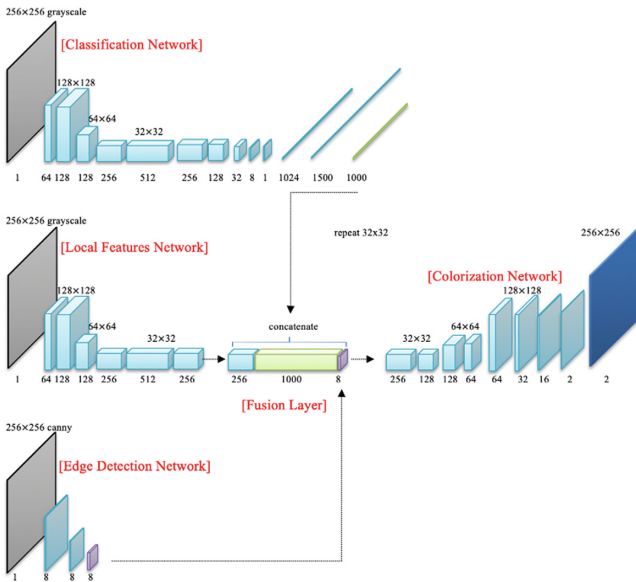 256×256 grayscale
[Classification Network]
128×128
64×64
32×32
1 64 128 128 256 512 256 128 32 8 1 1024 1500 1000
256×256 grayscale
repeat 32x32
256×256
[Local Features Network]
[Colorization Network]
128×128
128×128
64×64
64×64
32×32
concatenate
32×32
1 64 128 128 256 512 256
256 1000 8
256 128 128 64 64 32 16 2 2
[Fusion Layer]
256×256 canny
[Edge Detection Network]
1 8 8 8